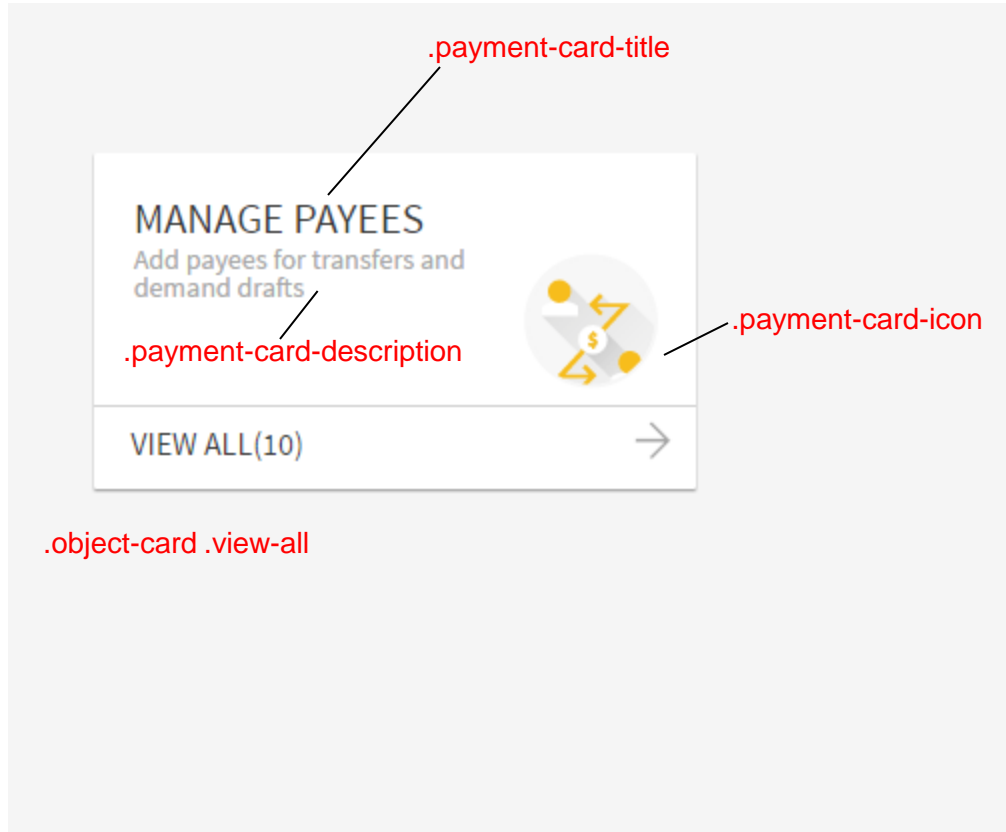 .payment-card-title
MANAGE PAYEES
Add payees for transfers and
demand drafts
$
.payment-card-icon
.payment-card-description
VIEW ALL(10)
.object-card .view-all